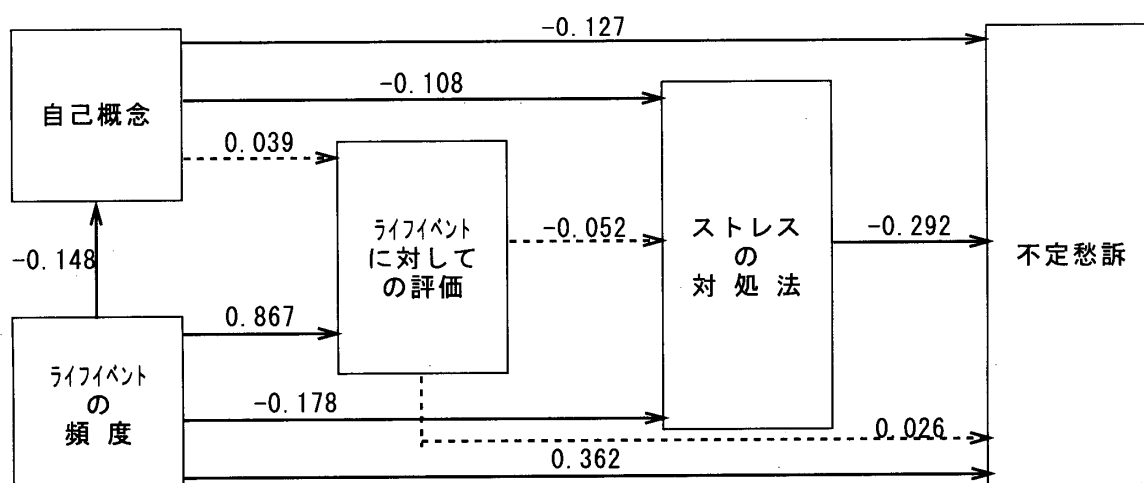 -0.127
-0.108
自己概念
0.039
ライフイベント
に対して
の評価
-0.052
ストレス
の
対処法
-0.292
不定愁訴
-0.148
0.867
ライフイベント
の
頻度
-0.178
0.026
0.362